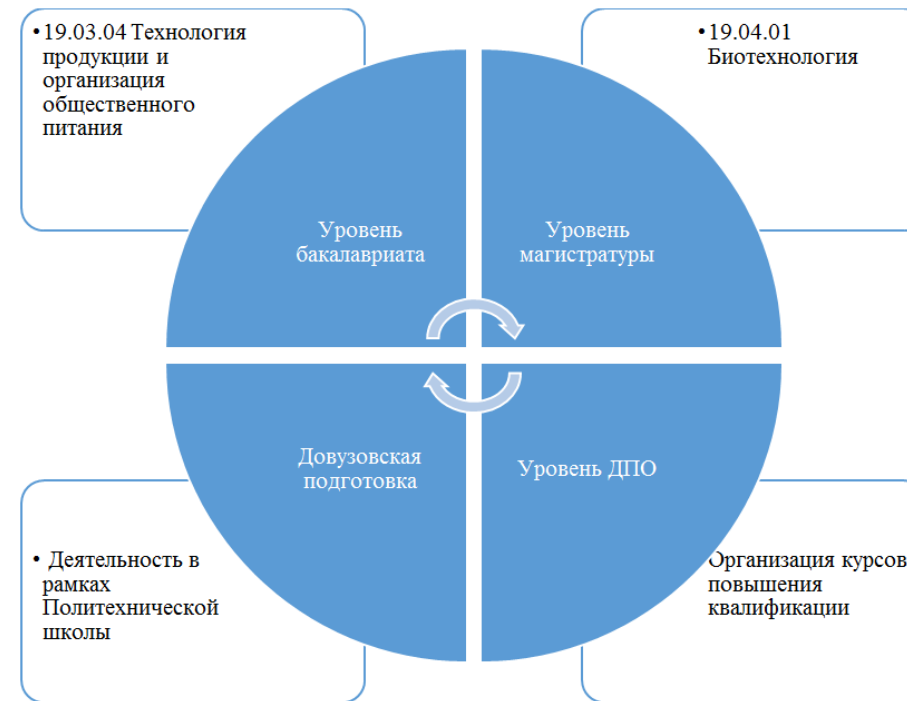 •19.03.04 Технология
продукции и
организация
общественного
питания
•19.04.01
Биотехнология
Уровень
бакалавриата
Уровень
магистратуры
Довузовская
подготовка
Уровень ДПО
• Деятельность в
рамках
Политехнической
школы
Организация курсов
повышения
квалификации